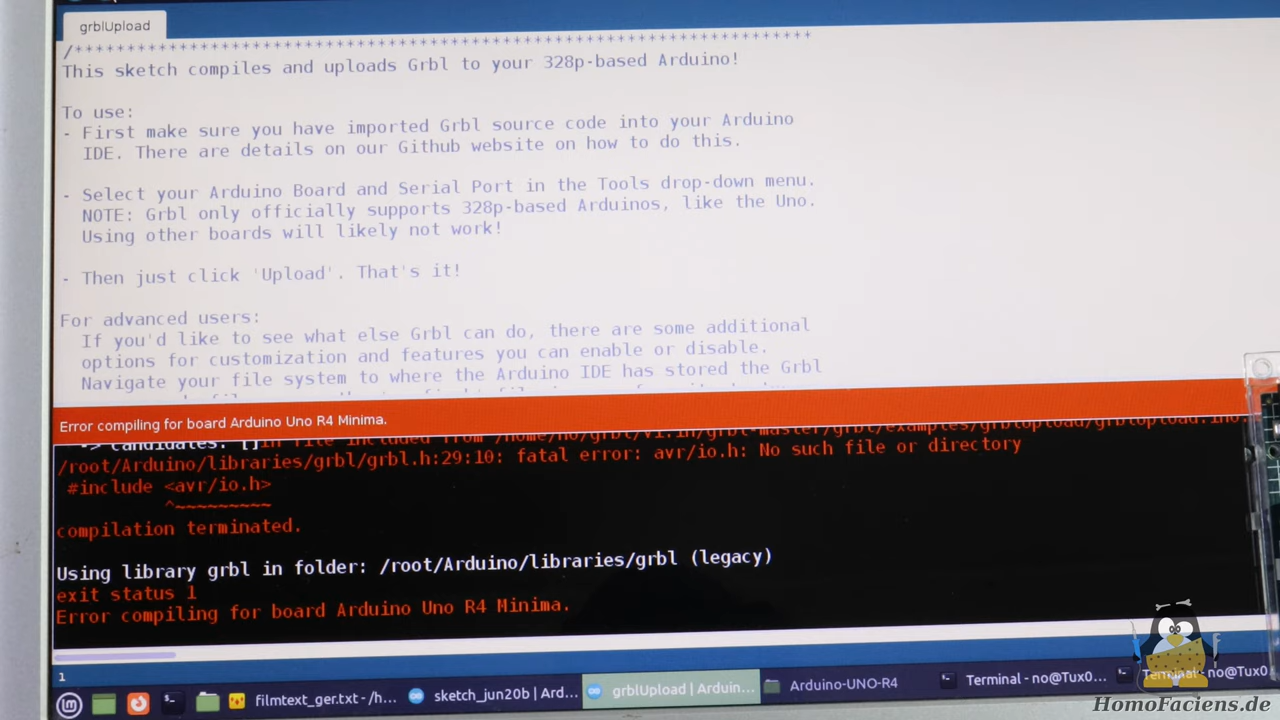 grblUpload
/**********************************************************************
This sketch compiles and uploads Grbl to your 328p-based Arduino!
To use:
- First make sure you have imported Grbl source code into your Arduino
IDE. There are details on our Github website on how to do this.
- Select your Arduino Board and Serial Port in the Tools drop-down menu.
NOTE: Grbl only officially supports 328p-based Arduinos, like the Uno.
Using other boards will likely not work!
- Then just click 'Upload'. That's it!
For advanced users:
If you'd like to see what else Grbl can do, there are some additional
options for customization and features you can enable or disable.
Navigate your file system to where the Arduino IDE has stored the Grbl
Error compiling for board Arduino Uno R4 Minima.
-> candidates: []In file included from
/root/Arduino/libraries/grbl/grbl.h:29:10: fatal error: avr/io.h: No such file or directory
#include <avr/io.h>
^~~~~~~~~~
compilation terminated.
Using library grbl in folder: /root/Arduino/libraries/grbl (legacy)
exit status 1
Error compiling for board Arduino Uno R4 Minima.
1
filmtext_ger.txt - /h...
sketch_jun20b | Ard...
grblUpload | Arduin...
Arduino-UNO-R4
Terminal - no@Tux0...
Terminal - no@Tux0
HomoFaciens.de